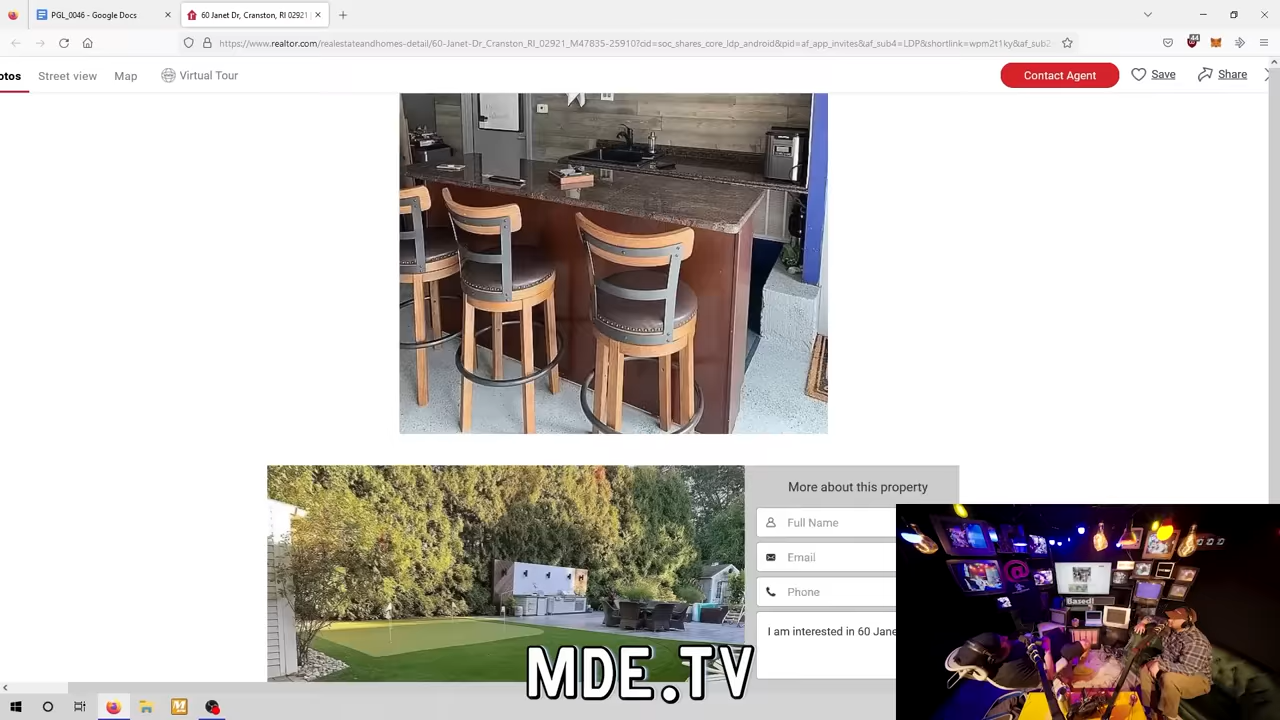 PGL_0046 - Google Docs
60 Janet Dr, Cranston, RI 02921
https://www.realtor.com/realestateandhomes-detail/60-Janet-Dr_Cranston_RI_02921_M47835-25910?cid=soc_shares_core_ldp_android&pid=af_app_invites&af_sub4=LDP&shortlink=wpm2t1ky&af_sub2
44
otos
Street view
Map
Virtual Tour
Contact Agent
Save
Share
More about this property
Full Name
Email
Phone
I am interested in 60 Jane
Based!
MDE.TV